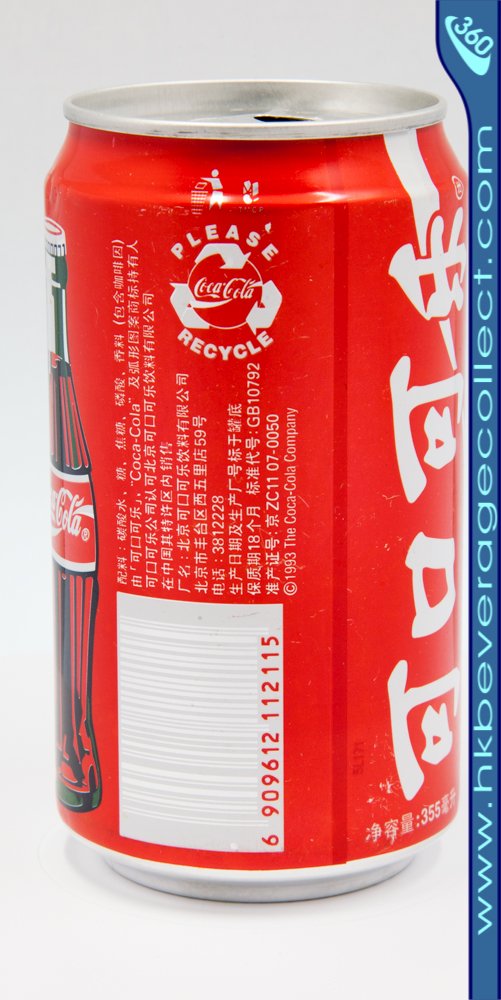 360
www.hkbeveragecollect.com
PLEASE
Coca-Cola
RECYCLE
配料：碳酸水、糖、焦糖、磷酸、香料（包含咖啡因）
由“可口可乐”、“Coca-Cola”及弧形图案商标持有人
可口可乐公司认可北京可口可乐饮料有限公司
在中国其特许区内销售
厂名：北京可口可乐饮料有限公司
北京市丰台区西五里店59号
电话：3812228
生产日期及生产厂号标于罐底
保质期18个月 标准代号:GB10792
准产证号:京 ZC11 07-0050
©1993 The Coca-Cola Company
6 909612 112115
可口可乐
®
净容量:355毫升
Coca-Cola®